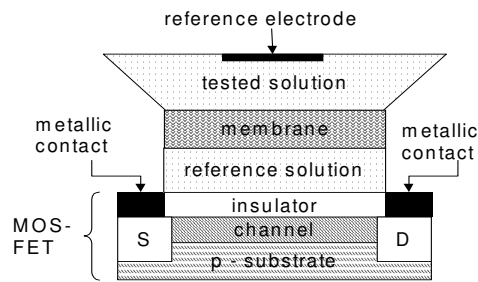 reference electrode
tested solution
metallic
contact
membrane
metallic
contact
reference solution
insulator
MOS-
FET
S
channel
D
p - substrate